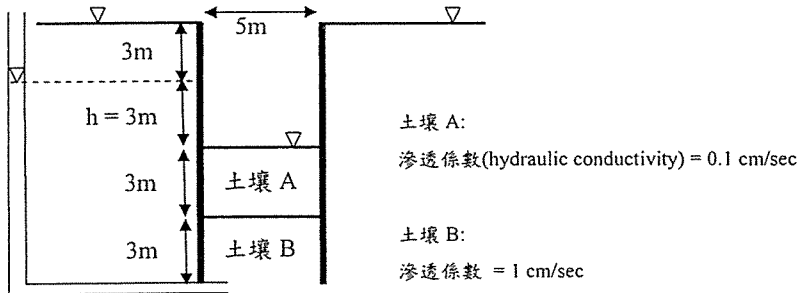 5m
3m
h = 3m
3m
土壤 A
3m
土壤 B
土壤 A:
滲透係數(hydraulic conductivity) = 0.1 cm/sec
土壤 B:
滲透係數 = 1 cm/sec